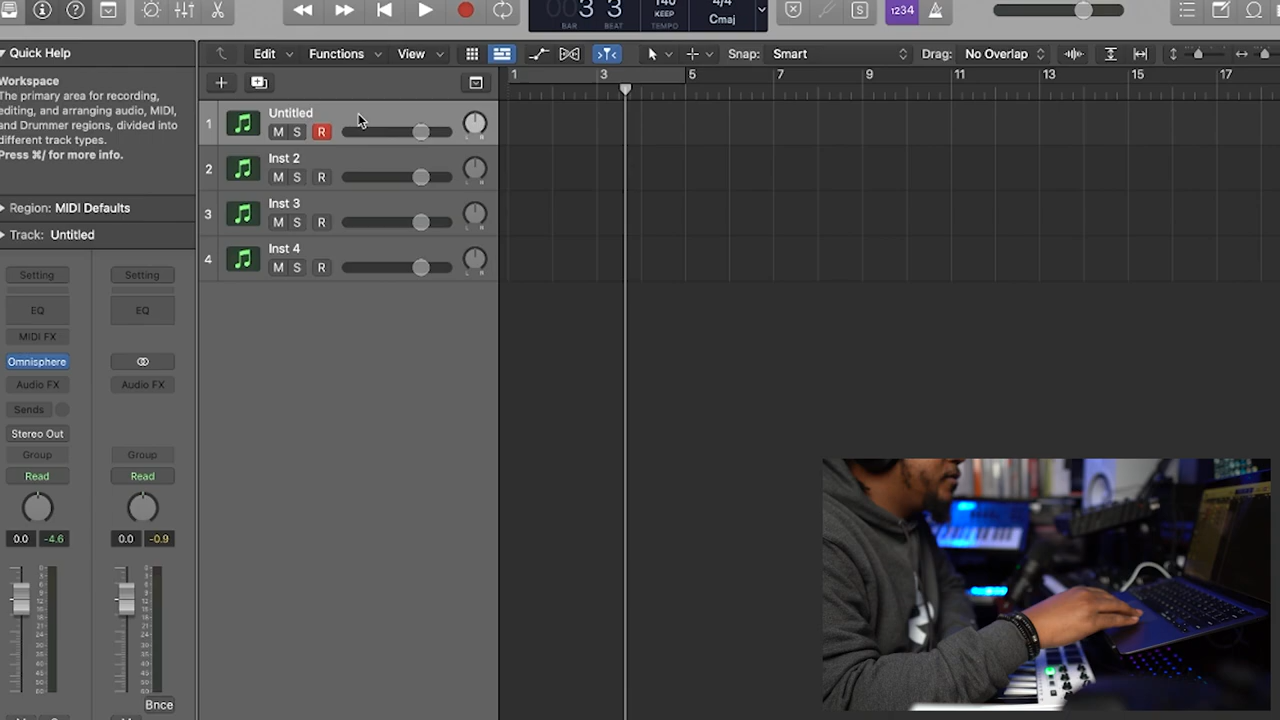 1234
3 3
BAR
BEAT
140
KEEP
TEMPO
4/4
Cmaj
S
Quick Help
Edit
Functions
View
Snap: Smart
Drag: No Overlap
Workspace
The primary area for recording,
editing, and arranging audio, MIDI,
and Drummer regions, divided into
different track types.
Press ⌘/ for more info.
Region: MIDI Defaults
Track: Untitled
1 3 5 7 9 11 13 15 17
1
Untitled
M S R
L R
2
Inst 2
M S R
3
Inst 3
M S R
4
Inst 4
M S R
Setting
Setting
EQ
EQ
MIDI FX
Omnisphere
Audio FX
Audio FX
Sends
Stereo Out
Group
Group
Read
Read
0.0 -4.6
0.0 -0.9
Bnce